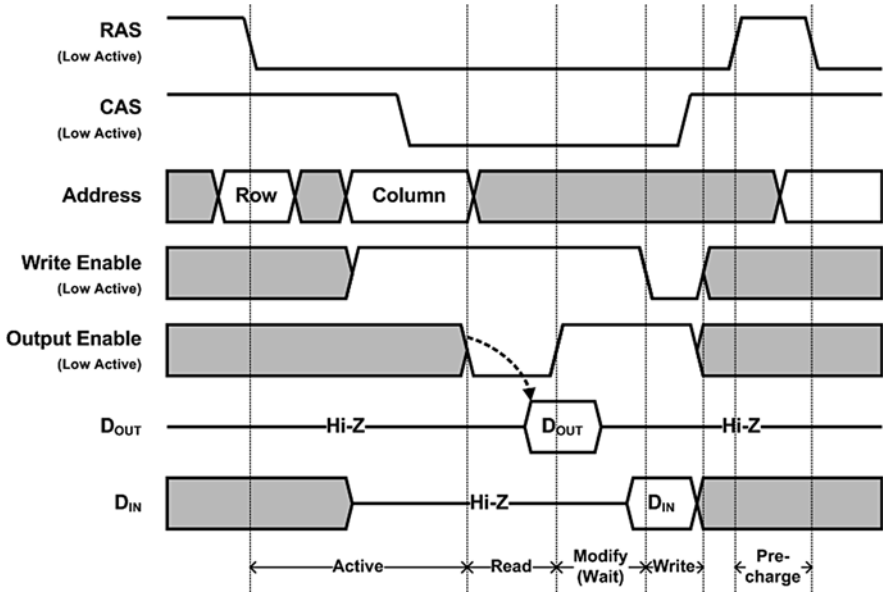 RAS
(Low Active)
CAS
(Low Active)
Address
Row
Column
Write Enable
(Low Active)
Output Enable
(Low Active)
DOUT
Hi-Z
DOUT
Hi-Z
DIN
Hi-Z
DIN
Active
Read
Modify
(Wait)
Write
Pre-
charge